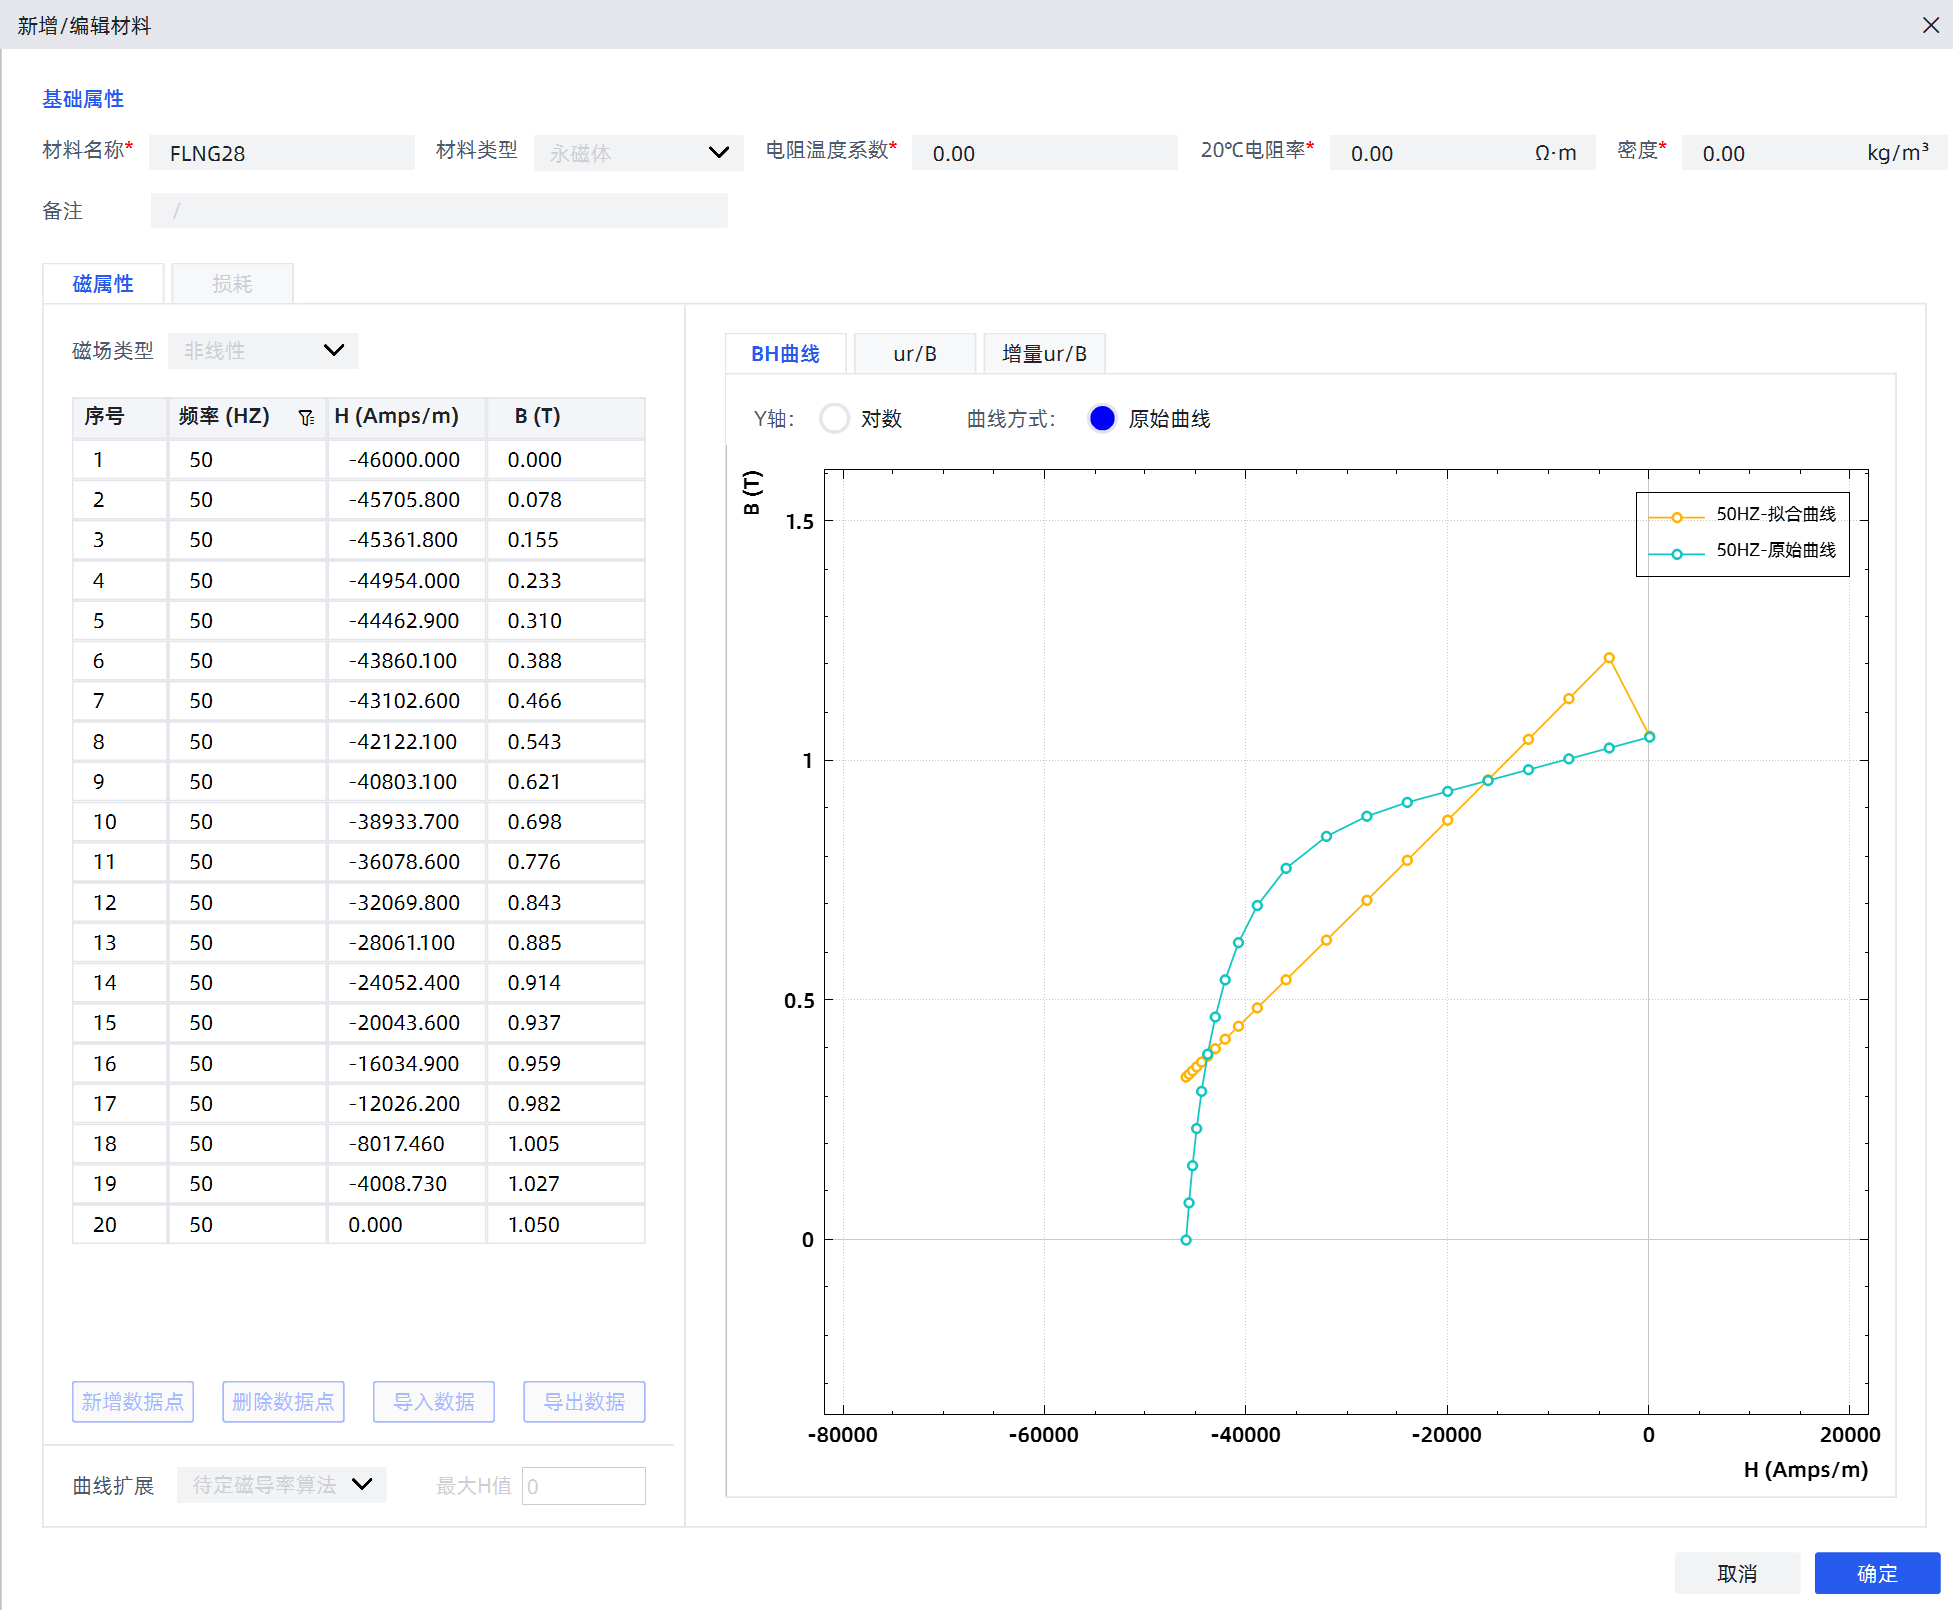 新增/编辑材料
基础属性
材料名称* FLNG28 材料类型 永磁体 电阻温度系数* 0.00 20℃电阻率* 0.00 Ω·m 密度* 0.00 kg/m³
备注 /
磁属性 损耗
磁场类型 非线性
序号 频率 (HZ) H (Amps/m) B (T)
1 50 -46000.000 0.000
2 50 -45705.800 0.078
3 50 -45361.800 0.155
4 50 -44954.000 0.233
5 50 -44462.900 0.310
6 50 -43860.100 0.388
7 50 -43102.600 0.466
8 50 -42122.100 0.543
9 50 -40803.100 0.621
10 50 -38933.700 0.698
11 50 -36078.600 0.776
12 50 -32069.800 0.843
13 50 -28061.100 0.885
14 50 -24052.400 0.914
15 50 -20043.600 0.937
16 50 -16034.900 0.959
17 50 -12026.200 0.982
18 50 -8017.460 1.005
19 50 -4008.730 1.027
20 50 0.000 1.050
新增数据点 删除数据点 导入数据 导出数据
曲线扩展 待定磁导率算法 最大H值 0
BH曲线 ur/B 增量ur/B
Y轴: 对数 曲线方式: 原始曲线
B (T)
50HZ-拟合曲线
50HZ-原始曲线
1.5
1
0.5
0
-80000 -60000 -40000 -20000 0 20000
H (Amps/m)
取消 确定